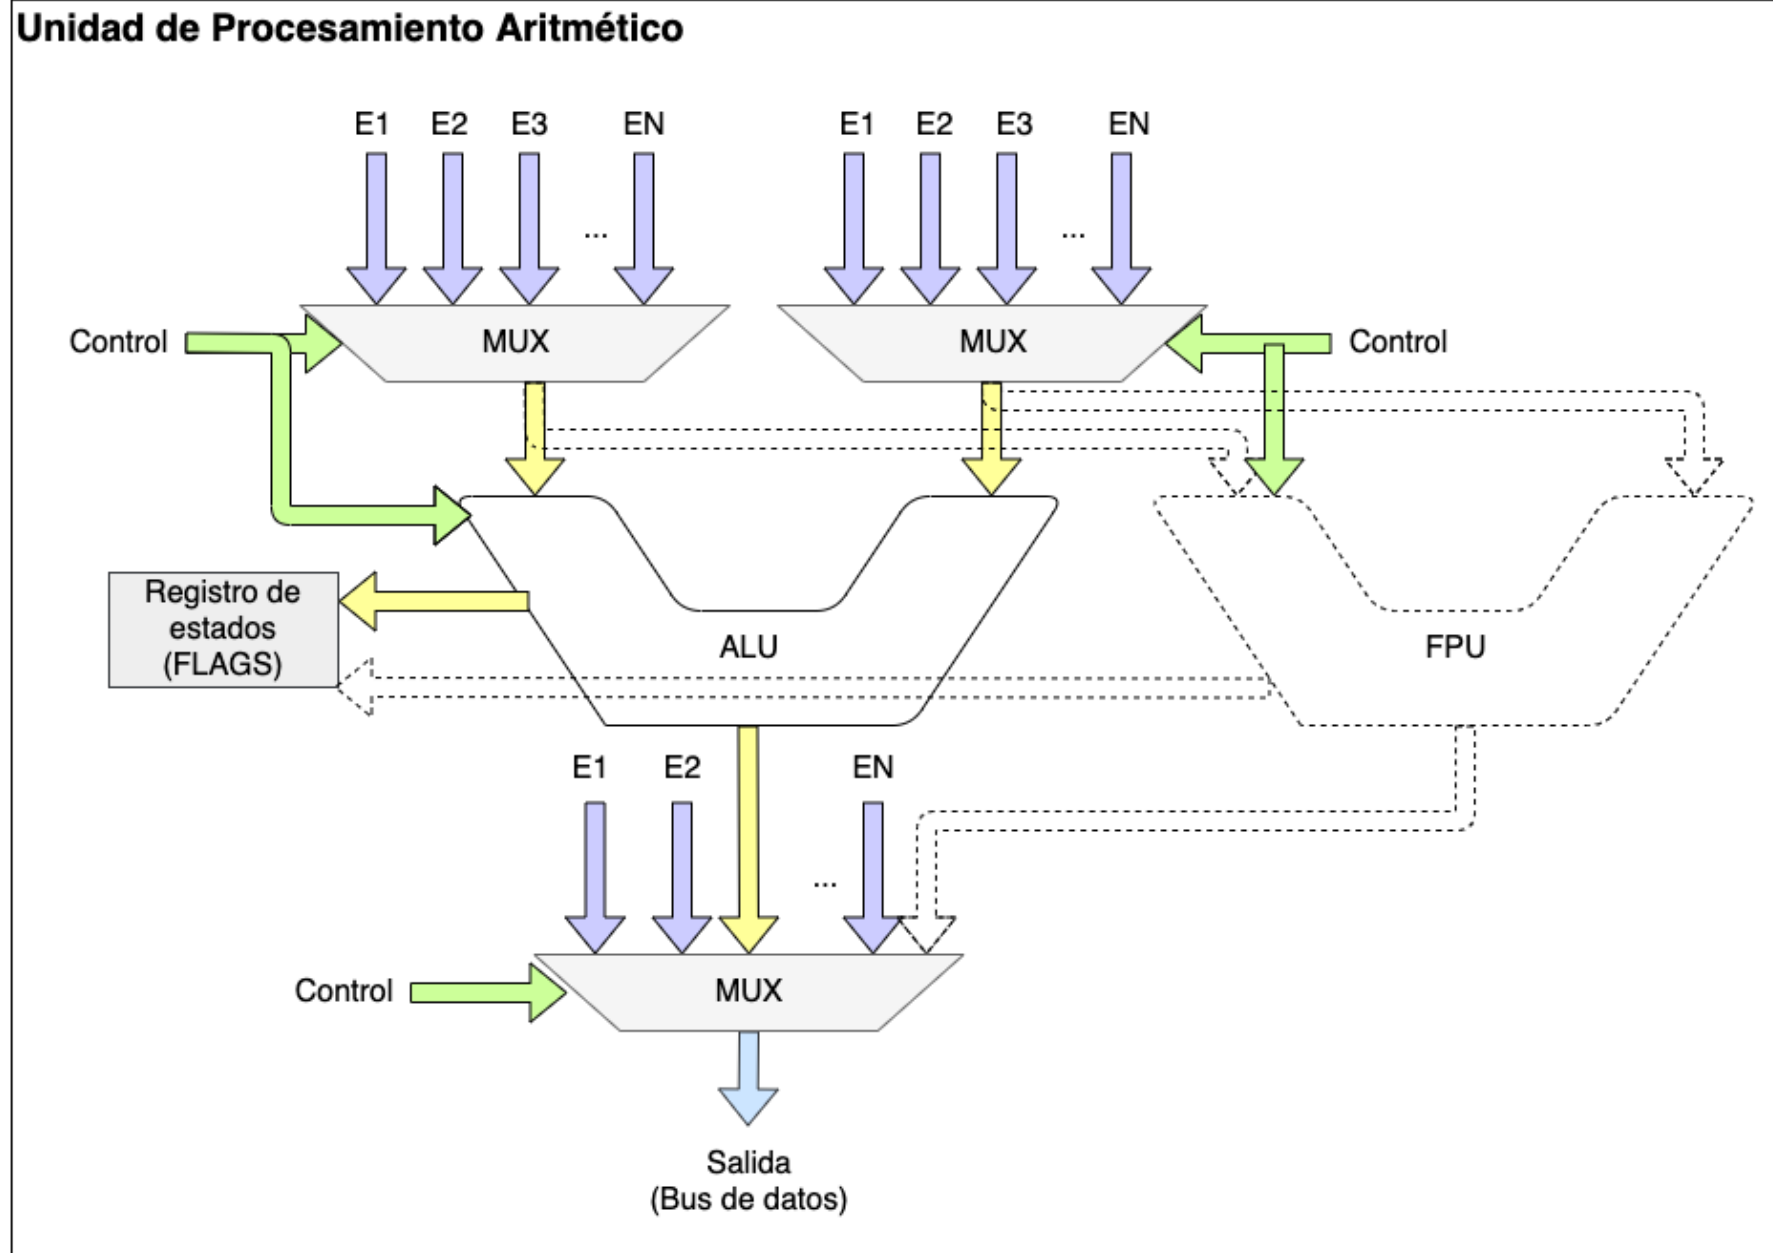 Unidad de Procesamiento Aritmético
E1 E2 E3 EN E1 E2 E3 EN
... ...
Control MUX MUX Control
Registro de
estados
(FLAGS)
ALU FPU
E1 E2 EN
...
Control MUX
Salida
(Bus de datos)